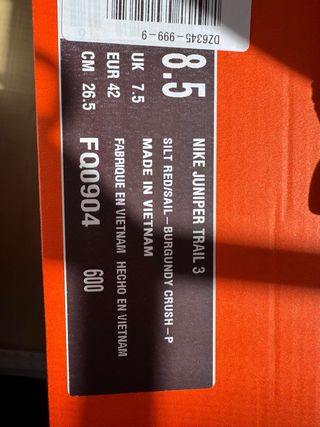 DZ6345-999-9
NIKE JUNIPER TRAIL 3
SILT RED/SAIL-BURGUNDY CRUSH-P
MADE IN VIETNAM
FABRIQUE EN VIETNAM HECHO EN VIETNAM
8.5
UK 7.5
EUR 42
CM 26.5
FQ0904 600